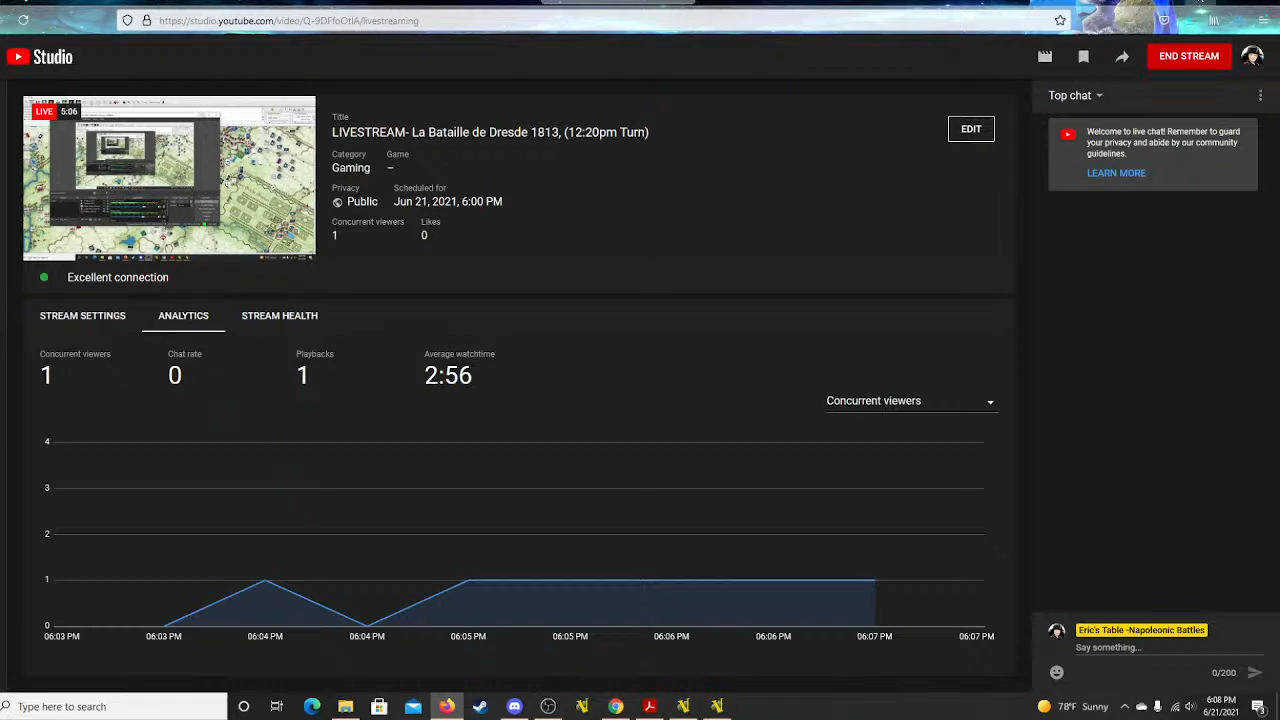 https://studio.youtube.com/video/Q-9DFfoOtIA/livestreaming
Studio
END STREAM
LIVE 5:06
Title
LIVESTREAM- La Bataille de Dresde 1813, (12:20pm Turn)
EDIT
Category Game
Gaming –
Privacy Scheduled for
Public Jun 21, 2021, 6:00 PM
Concurrent viewers Likes
1 0
Excellent connection
Top chat
Welcome to live chat! Remember to guard
your privacy and abide by our community
guidelines.
LEARN MORE
STREAM SETTINGS ANALYTICS STREAM HEALTH
Concurrent viewers Chat rate Playbacks Average watchtime
1 0 1 2:56
Concurrent viewers
4
3
2
1
0
06:03 PM 06:03 PM 06:04 PM 06:04 PM 06:05 PM 06:05 PM 06:06 PM 06:06 PM 06:07 PM 06:07 PM
Eric's Table -Napoleonic Battles
Say something...
0/200
Type here to search
78°F Sunny
6:08 PM
6/21/2021